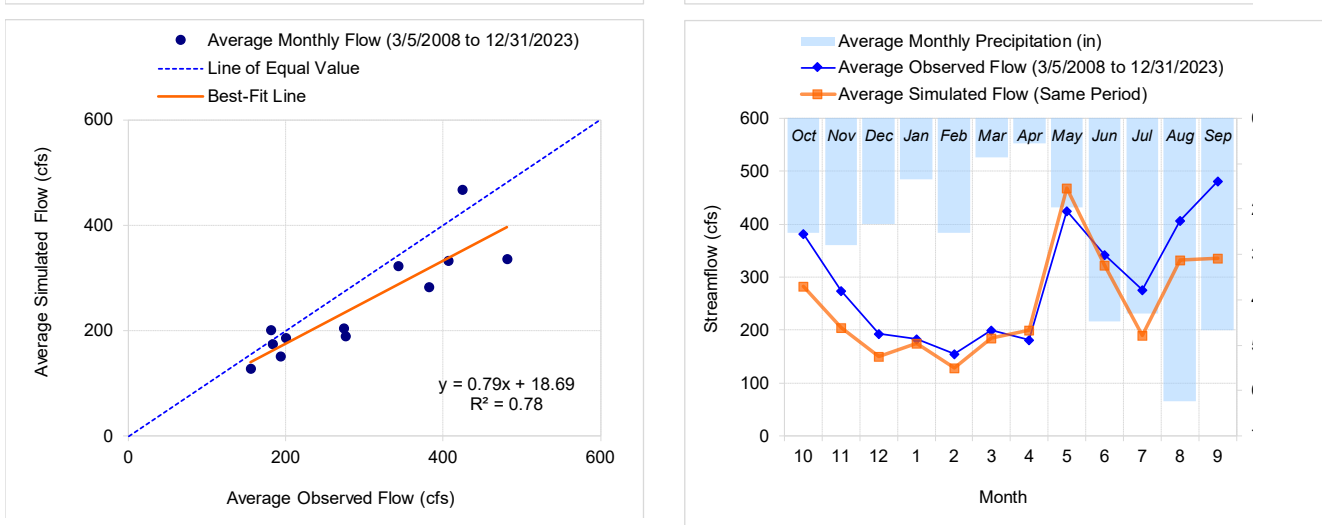 Average Monthly Flow (3/5/2008 to 12/31/2023)
Line of Equal Value
Best-Fit Line
Average Simulated Flow (cfs)
600
400
200
0
y = 0.79x + 18.69
R² = 0.78
0 200 400 600
Average Observed Flow (cfs)
Average Monthly Precipitation (in)
Average Observed Flow (3/5/2008 to 12/31/2023)
Average Simulated Flow (Same Period)
Streamflow (cfs)
600
500
400
300
200
100
0
Oct Nov Dec Jan Feb Mar Apr May Jun Jul Aug Sep
10 11 12 1 2 3 4 5 6 7 8 9
Month